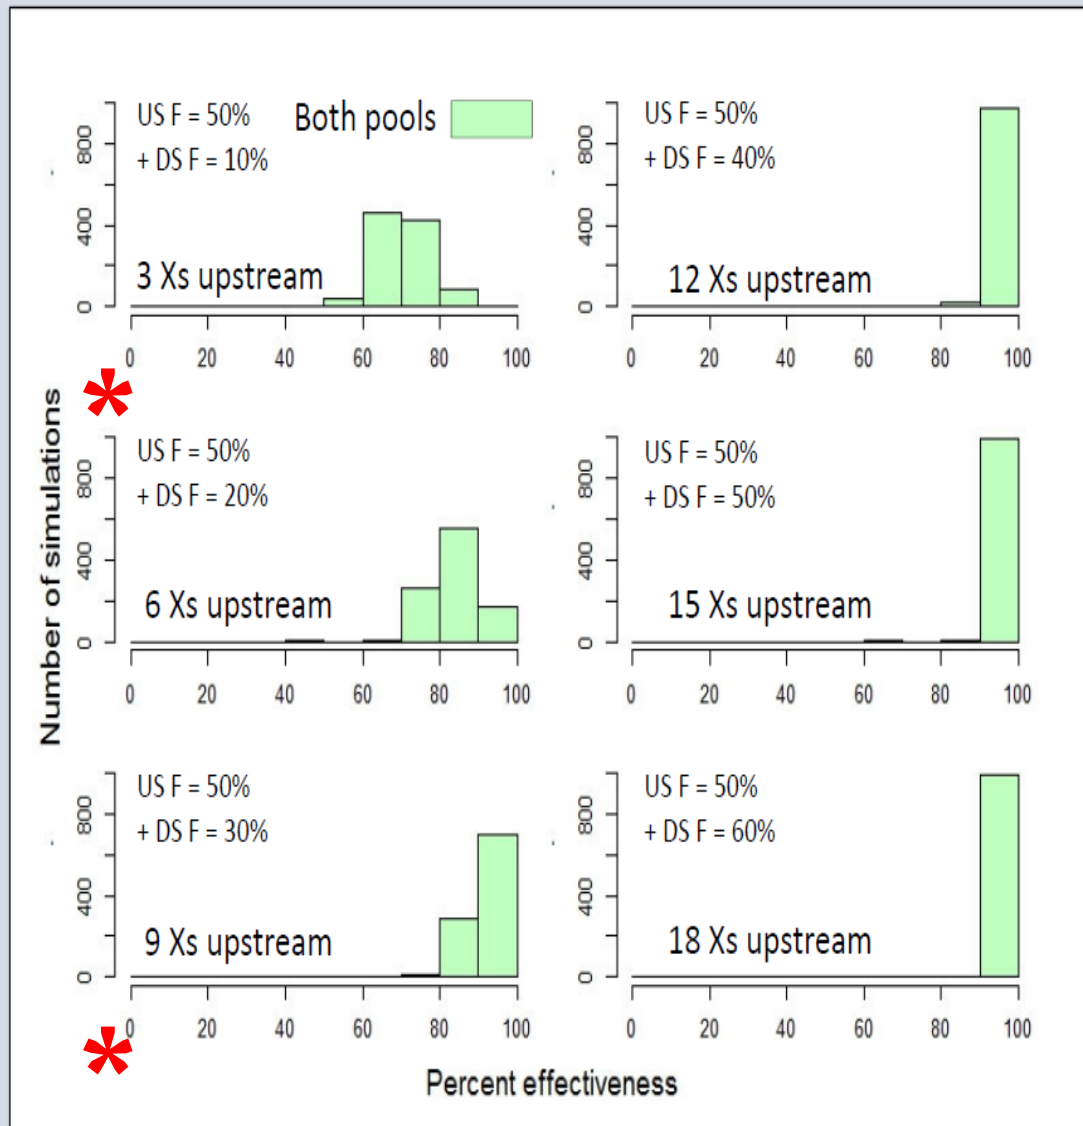 US F = 50%
+ DS F = 10%
Both pools
3 Xs upstream
800
400
0
0 20 40 60 80 100
US F = 50%
+ DS F = 40%
12 Xs upstream
800
400
0
0 20 40 60 80 100
*
Number of simulations
US F = 50%
+ DS F = 20%
6 Xs upstream
800
400
0
0 20 40 60 80 100
US F = 50%
+ DS F = 50%
15 Xs upstream
800
400
0
0 20 40 60 80 100
US F = 50%
+ DS F = 30%
9 Xs upstream
800
400
0
0 20 40 60 80 100
US F = 50%
+ DS F = 60%
18 Xs upstream
800
400
0
0 20 40 60 80 100
*
Percent effectiveness